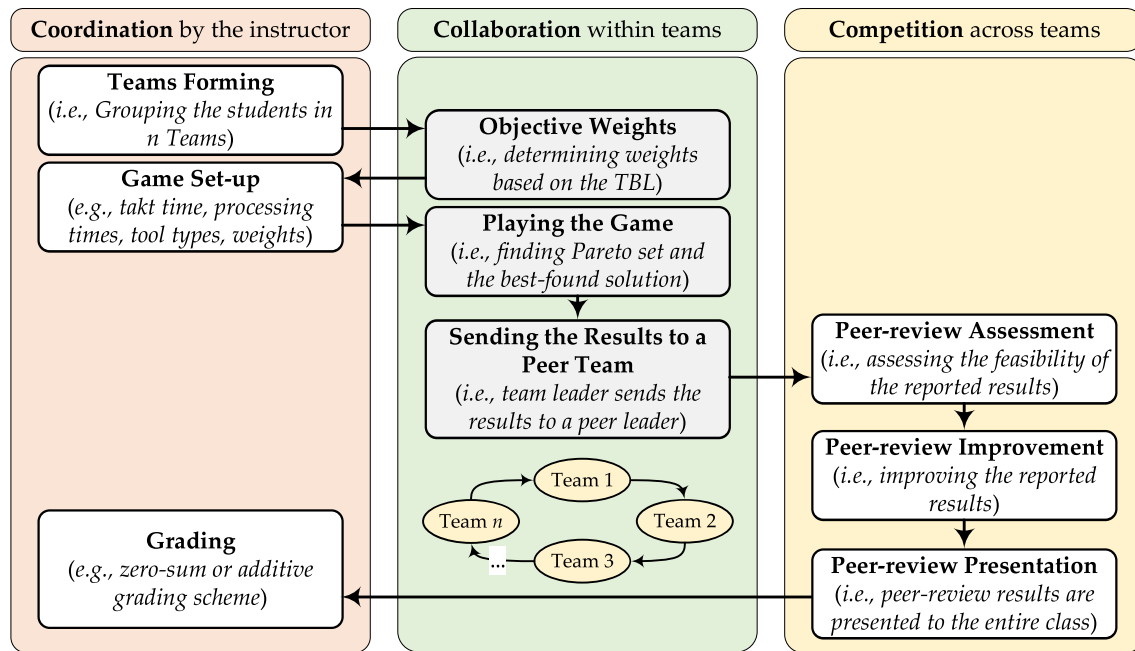 Coordination by the instructor
Teams Forming
(i.e., Grouping the students in
n Teams)
Game Set-up
(e.g., takt time, processing
times, tool types, weights)
Grading
(e.g., zero-sum or additive
grading scheme)
Collaboration within teams
Objective Weights
(i.e., determining weights
based on the TBL)
Playing the Game
(i.e., finding Pareto set and
the best-found solution)
Sending the Results to a
Peer Team
(i.e., team leader sends the
results to a peer leader)
Team 1
Team n
Team 2
...
Team 3
Competition across teams
Peer-review Assessment
(i.e., assessing the feasibility of
the reported results)
Peer-review Improvement
(i.e., improving the reported
results)
Peer-review Presentation
(i.e., peer-review results are
presented to the entire class)